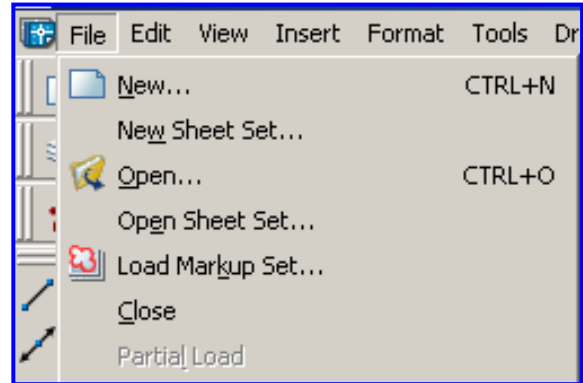 File Edit View Insert Format Tools Dr
New... CTRL+N
New Sheet Set...
Open... CTRL+O
Open Sheet Set...
Load Markup Set...
Close
Partial Load